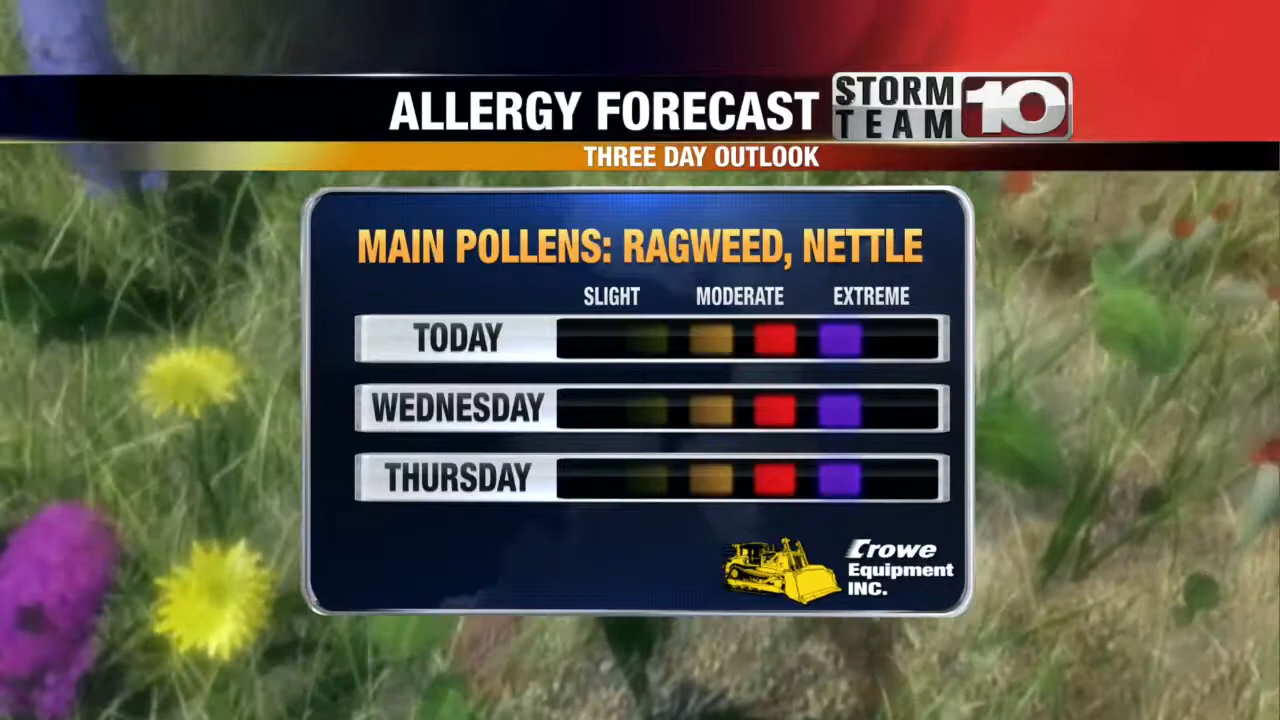 ALLERGY FORECAST
STORM TEAM 10
THREE DAY OUTLOOK
MAIN POLLENS: RAGWEED, NETTLE
SLIGHT MODERATE EXTREME
TODAY
WEDNESDAY
THURSDAY
Crowe
Equipment
INC.